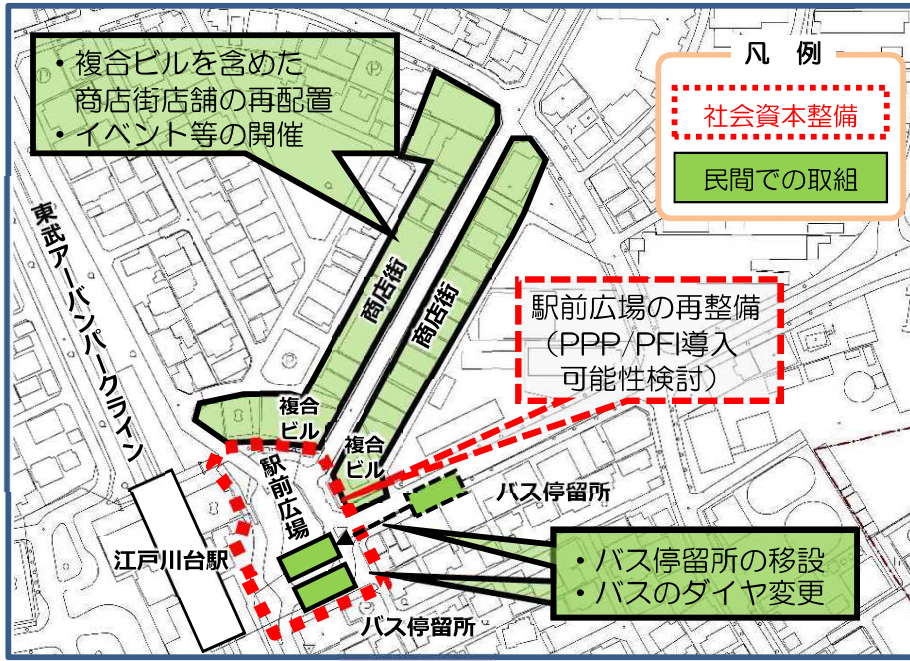 ・複合ビルを含めた
商店街店舗の再配置
・イベント等の開催
凡 例
社会資本整備
民間での取組
東武アーバンパークライン
商店街
商店街
駅前広場の再整備
（PPP/PFI導入
可能性検討）
複合
ビル
複合
ビル
駅前広場
バス停留所
江戸川台駅
・バス停留所の移設
・バスのダイヤ変更
バス停留所